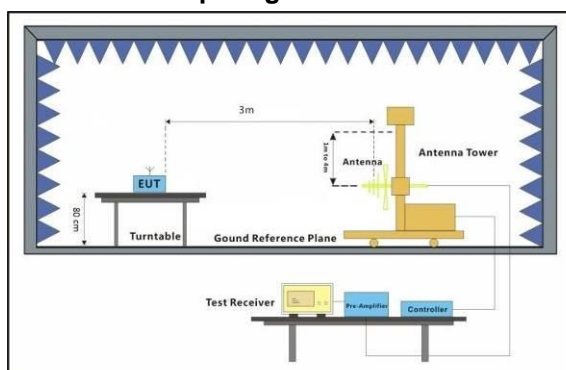 3m
1m to 4m
Antenna
Antenna Tower
EUT
80 cm
Turntable
Gound Reference Plane
Test Receiver
Pre-Amplifier
Controller